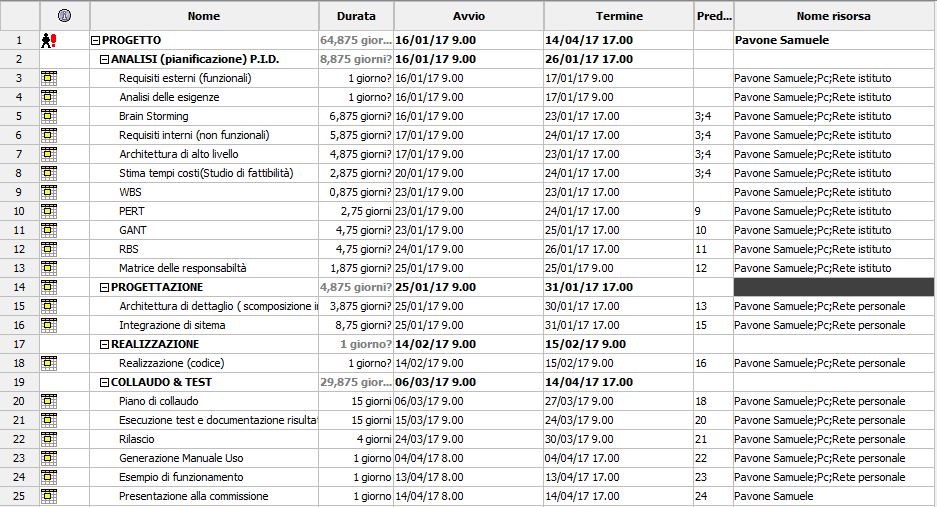 Nome Durata Avvio Termine Pred... Nome risorsa
1 PROGETTO 64,875 gior... 16/01/17 9.00 14/04/17 17.00 Pavone Samuele
2 ANALISI (pianificazione) P.I.D. 8,875 giorni? 16/01/17 9.00 26/01/17 17.00
3 Requisiti esterni (funzionali) 1 giorno? 16/01/17 9.00 17/01/17 9.00 Pavone Samuele;Pc;Rete istituto
4 Analisi delle esigenze 1 giorno? 16/01/17 9.00 17/01/17 9.00 Pavone Samuele;Pc;Rete istituto
5 Brain Storming 6,875 giorni? 16/01/17 9.00 23/01/17 17.00 3;4 Pavone Samuele;Pc;Rete istituto
6 Requisiti interni (non funzionali) 5,875 giorni? 17/01/17 9.00 24/01/17 17.00 3;4 Pavone Samuele;Pc;Rete istituto
7 Architettura di alto livello 4,875 giorni? 17/01/17 9.00 23/01/17 17.00 3;4 Pavone Samuele;Pc;Rete istituto
8 Stima tempi costi(Studio di fattibilità) 2,875 giorni? 20/01/17 9.00 24/01/17 17.00 3;4 Pavone Samuele;Pc;Rete istituto
9 WBS 0,875 giorni? 23/01/17 9.00 23/01/17 17.00 Pavone Samuele;Pc;Rete istituto
10 PERT 2,75 giorni 23/01/17 9.00 24/01/17 17.00 9 Pavone Samuele;Pc;Rete istituto
11 GANT 4,75 giorni? 23/01/17 9.00 25/01/17 17.00 10 Pavone Samuele;Pc;Rete istituto
12 RBS 4,75 giorni? 24/01/17 9.00 26/01/17 17.00 11 Pavone Samuele;Pc;Rete istituto
13 Matrice delle responsabiltà 1,875 giorni? 25/01/17 9.00 25/01/17 9.00 12 Pavone Samuele;Pc;Rete istituto
14 PROGETTAZIONE 4,875 giorni? 25/01/17 9.00 31/01/17 17.00
15 Architettura di dettaglio ( scomposizione in 3,875 giorni? 25/01/17 9.00 30/01/17 17.00 13 Pavone Samuele;Pc;Rete personale
16 Integrazione di sitema 8,75 giorni? 25/01/17 9.00 31/01/17 17.00 15 Pavone Samuele;Pc;Rete personale
17 REALIZZAZIONE 1 giorno? 14/02/17 9.00 15/02/17 9.00
18 Realizzazione (codice) 1 giorno? 14/02/17 9.00 15/02/17 9.00 16 Pavone Samuele;Pc;Rete personale
19 COLLAUDO & TEST 29,875 gior... 06/03/17 9.00 14/04/17 17.00
20 Piano di collaudo 15 giorni 06/03/17 9.00 27/03/17 9.00 18 Pavone Samuele;Pc;Rete personale
21 Esecuzione test e documentazione risultat 15 giorni 15/03/17 9.00 24/03/17 9.00 20 Pavone Samuele;Pc;Rete personale
22 Rilascio 4 giorni 24/03/17 9.00 30/03/17 9.00 21 Pavone Samuele;Pc;Rete personale
23 Generazione Manuale Uso 1 giorno 04/04/17 8.00 04/04/17 17.00 22 Pavone Samuele;Pc;Rete personale
24 Esempio di funzionamento 1 giorno 13/04/17 8.00 13/04/17 17.00 23 Pavone Samuele;Pc;Rete personale
25 Presentazione alla commissione 1 giorno 14/04/17 8.00 14/04/17 17.00 24 Pavone Samuele